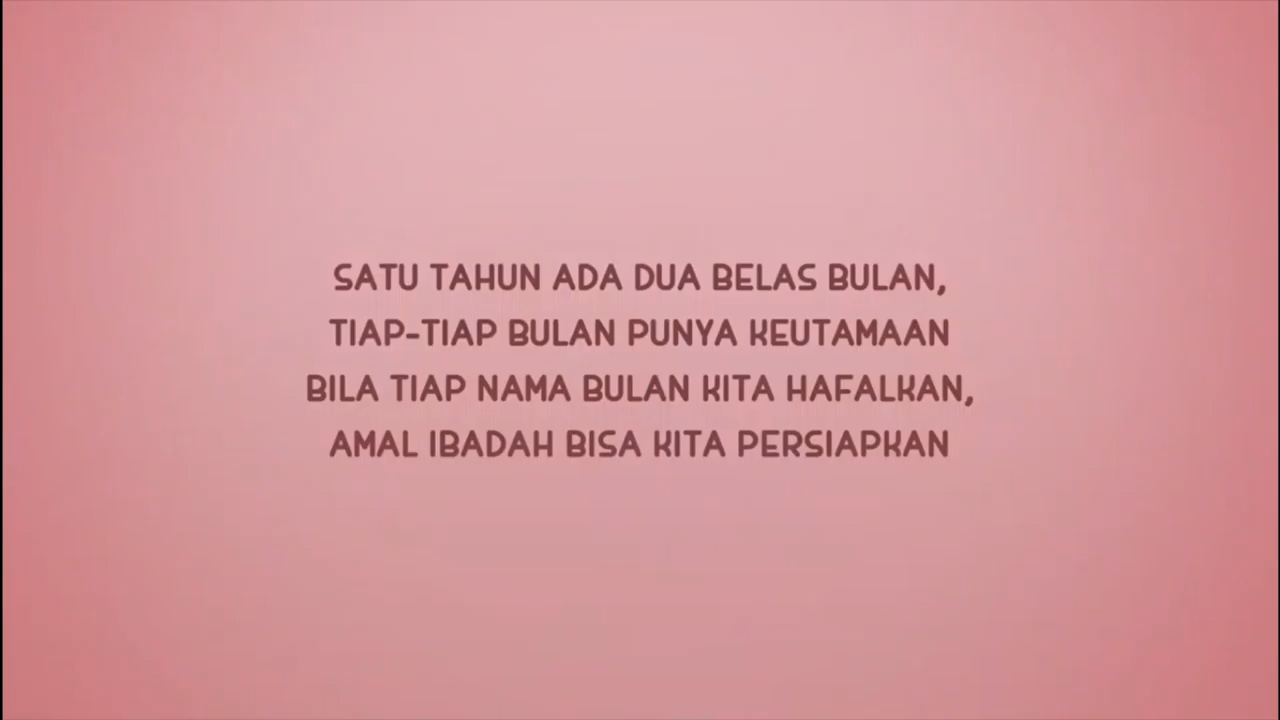 SATU TAHUN ADA DUA BELAS BULAN,
TIAP-TIAP BULAN PUNYA KEUTAMAAN
BILA TIAP NAMA BULAN KITA HAFALKAN,
AMAL IBADAH BISA KITA PERSIAPKAN